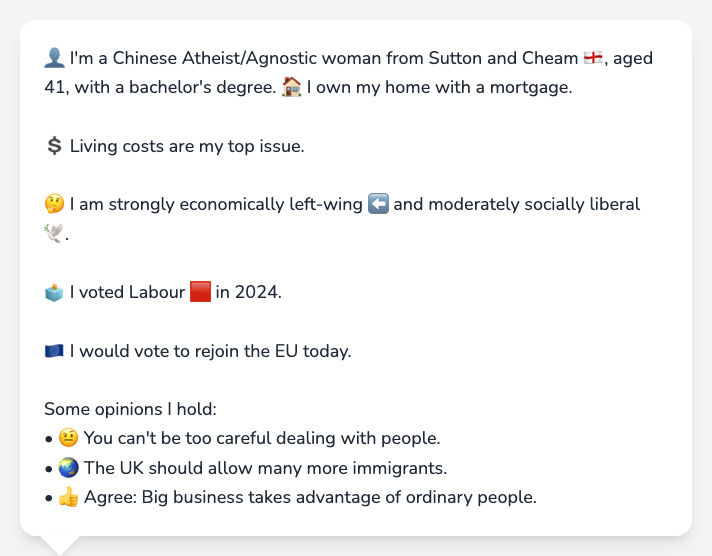 👤 I'm a Chinese Atheist/Agnostic woman from Sutton and Cheam 🏴󠁧󠁢󠁥󠁮󠁧󠁿, aged
41, with a bachelor's degree. 🏠 I own my home with a mortgage.
💲 Living costs are my top issue.
🤔 I am strongly economically left-wing ⬅️ and moderately socially liberal
🕊️.
🗳️ I voted Labour 🟥 in 2024.
🇪🇺 I would vote to rejoin the EU today.
Some opinions I hold:
• 🤨 You can't be too careful dealing with people.
• 🌏 The UK should allow many more immigrants.
• 👍 Agree: Big business takes advantage of ordinary people.